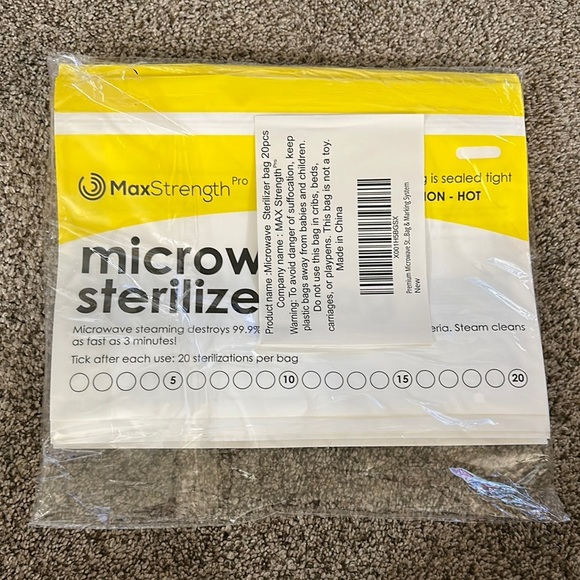 MaxStrength Pro
g is sealed tight
ION - HOT
microw
sterilize
Microwave steaming destroys 99.9%
eria. Steam cleans
as fast as 3 minutes!
Tick after each use: 20 sterilizations per bag
5 10 15 20
Product name :Microwave Sterilizer bag 20pcs
Company name : MAX Strength Pro
Warning: To avoid danger of suffocation, keep
plastic bags away from babies and children.
Do not use this bag in cribs, beds,
carriages, or playpens. This bag is not a toy.
Made in China
X001H5BGSX
Premium Microwave St...Bag & Marking System
New